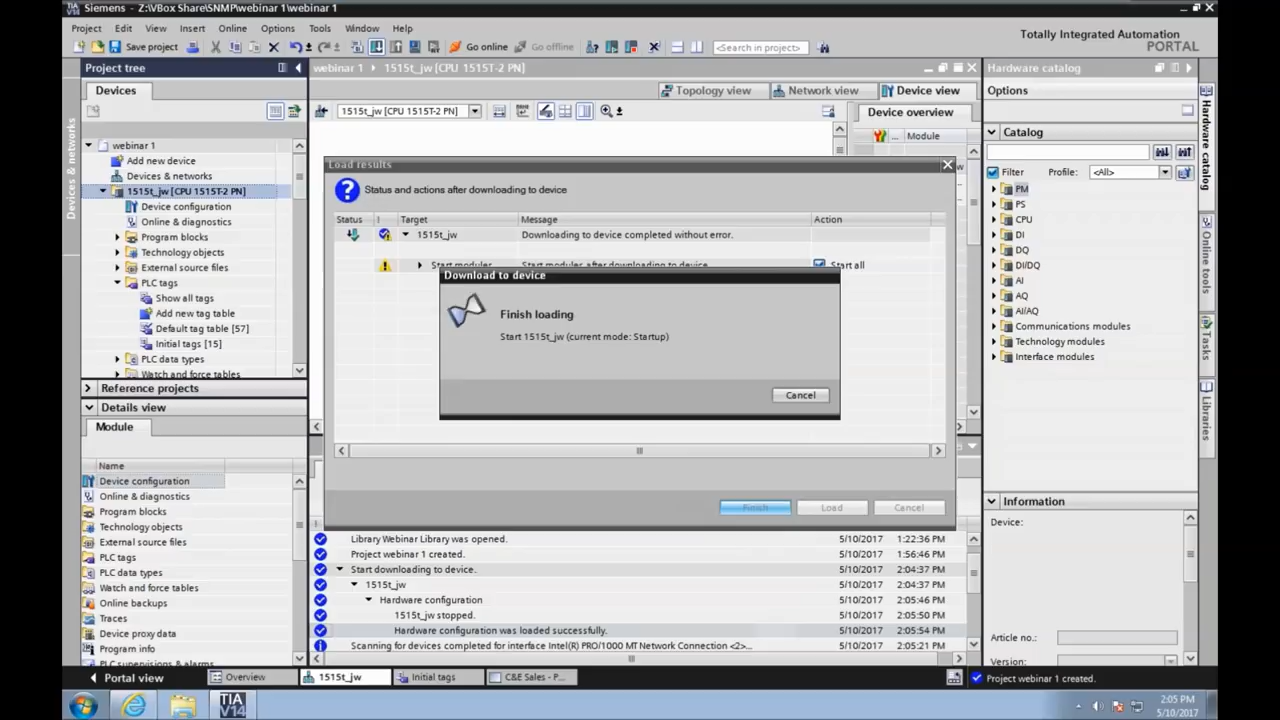 TIA V14 Siemens - Z:\VBox Share\SNMP\webinar 1\webinar 1
Project Edit View Insert Online Options Tools Window Help
Totally Integrated Automation
PORTAL
Save project Go online Go offline <Search in project>
Project tree
Devices
webinar 1
Add new device
Devices & networks
1515t_jw [CPU 1515T-2 PN]
Device configuration
Online & diagnostics
Program blocks
Technology objects
External source files
PLC tags
Show all tags
Add new tag table
Default tag table [57]
Initial tags [15]
PLC data types
Watch and force tables
Reference projects
Details view
Module
Name
Device configuration
Online & diagnostics
Program blocks
Technology objects
External source files
PLC tags
PLC data types
Watch and force tables
Online backups
Traces
Device proxy data
Program info
PLC supervisions & alarms
Devices & networks
webinar 1 1515t_jw [CPU 1515T-2 PN]
Topology view Network view Device view
1515t_jw [CPU 1515T-2 PN]
Device overview
... Module
Load results
Status and actions after downloading to device
Status ! Target Message Action
1515t_jw Downloading to device completed without error.
Start modules Start modules after downloading to device. Start all
Download to device
Finish loading
Start 1515t_jw (current mode: Startup)
Cancel
Finish Load Cancel
Library Webinar Library was opened. 5/10/2017 1:22:36 PM
Project webinar 1 created. 5/10/2017 1:56:46 PM
Start downloading to device. 5/10/2017 2:04:37 PM
1515t_jw 5/10/2017 2:04:37 PM
Hardware configuration 5/10/2017 2:05:46 PM
1515t_jw stopped. 5/10/2017 2:05:50 PM
Hardware configuration was loaded successfully. 5/10/2017 2:05:54 PM
Scanning for devices completed for interface Intel(R) PRO/1000 MT Network Connection <2>... 5/10/2017 2:05:21 PM
Hardware catalog
Options
Catalog
Filter Profile: <All>
PM
PS
CPU
DI
DQ
DI/DQ
AI
AQ
AI/AQ
Communications modules
Technology modules
Interface modules
Information
Device:
Article no.:
Version:
Hardware catalog
Online tools
Tasks
Libraries
Portal view Overview 1515t_jw Initial tags C&E Sales - P... Project webinar 1 created.
TIA V14
2:05 PM
5/10/2017